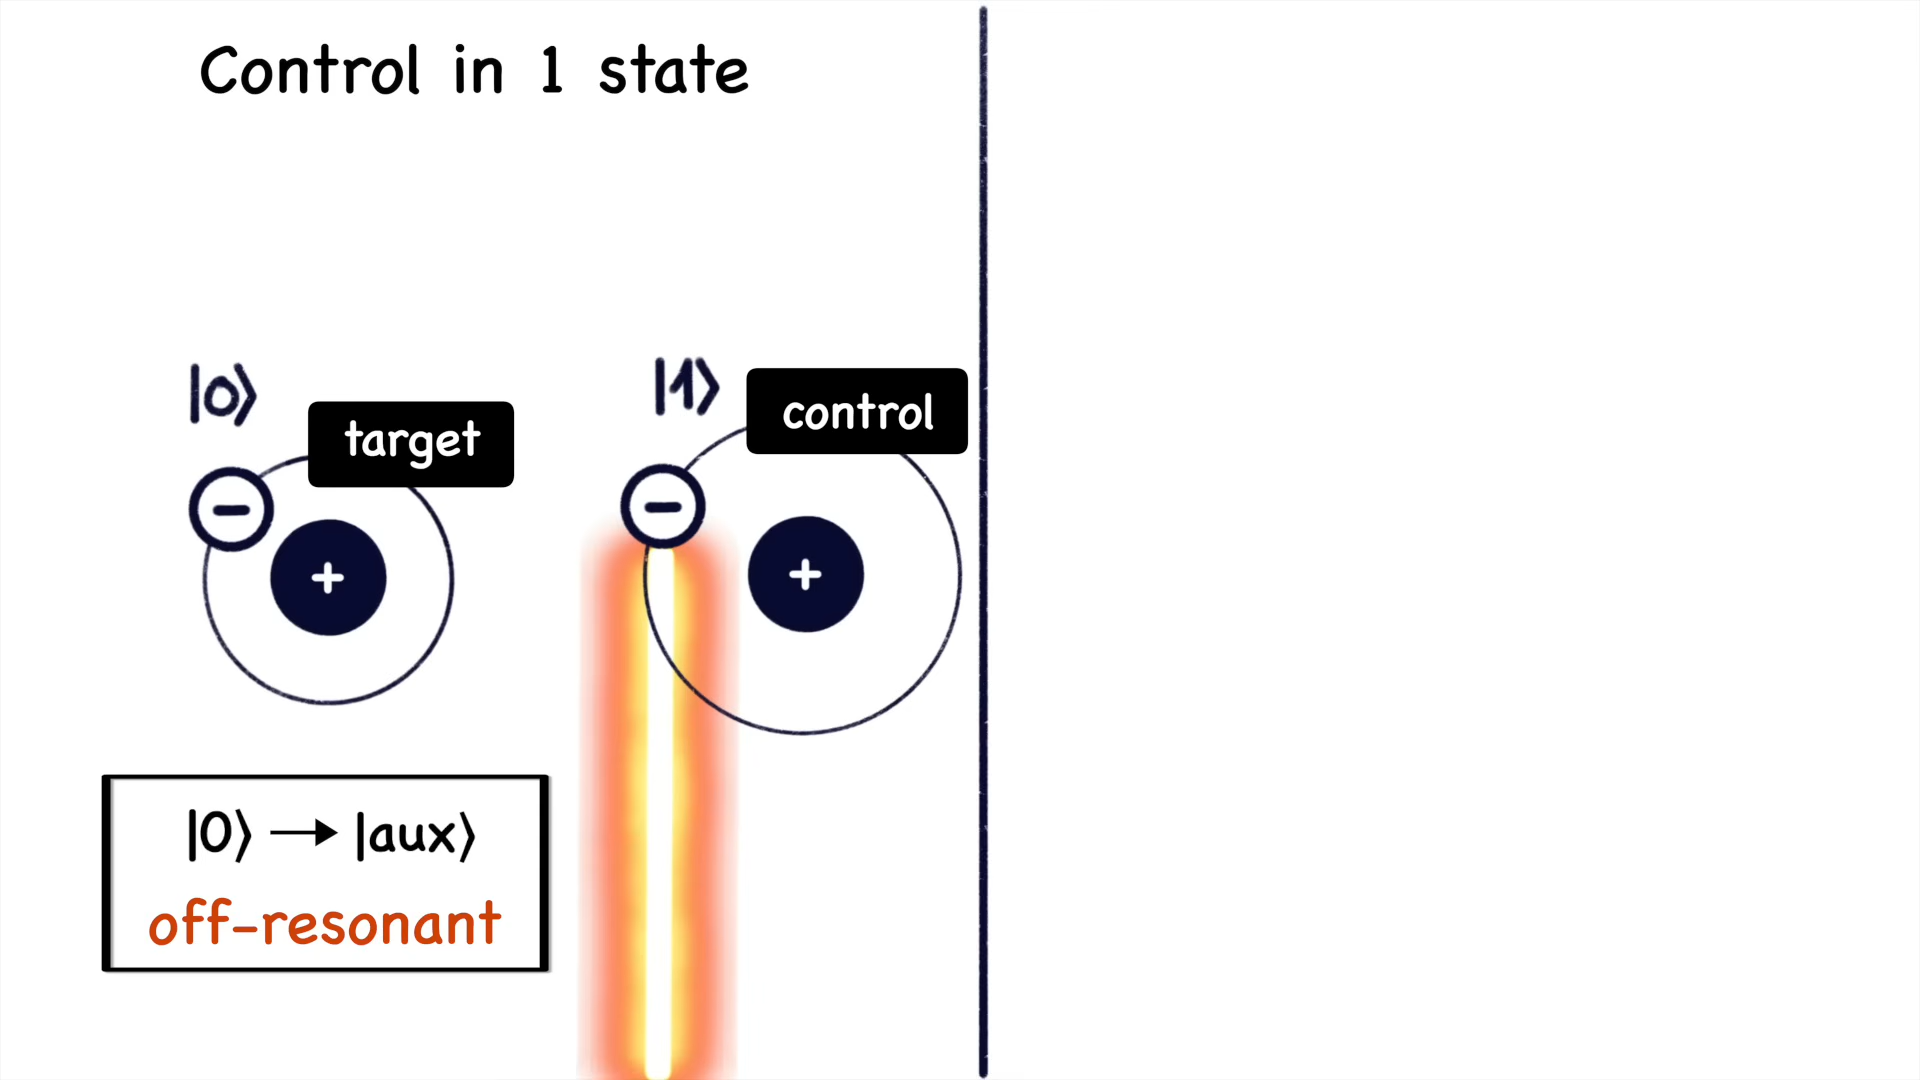 Control in 1 state
|0⟩
target
|1⟩
control
−
+
−
+
|0⟩ → |aux⟩
off-resonant